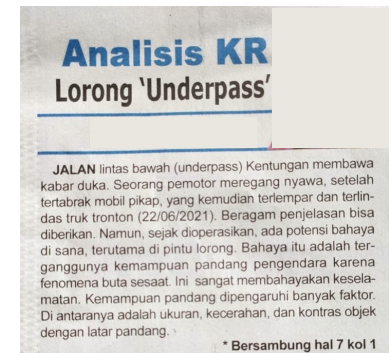 Analisis KR
Lorong 'Underpass'
JALAN lintas bawah (underpass) Kentungan membawa
kabar duka. Seorang pemotor meregang nyawa, setelah
tertabrak mobil pikap, yang kemudian terlempar dan terlin-
das truk tronton (22/06/2021). Beragam penjelasan bisa
diberikan. Namun, sejak dioperasikan, ada potensi bahaya
di sana, terutama di pintu lorong. Bahaya itu adalah ter-
ganggunya kemampuan pandang pengendara karena
fenomena buta sesaat. Ini sangat membahayakan kesela-
matan. Kemampuan pandang dipengaruhi banyak faktor.
Di antaranya adalah ukuran, kecerahan, dan kontras objek
dengan latar pandang.
* Bersambung hal 7 kol 1